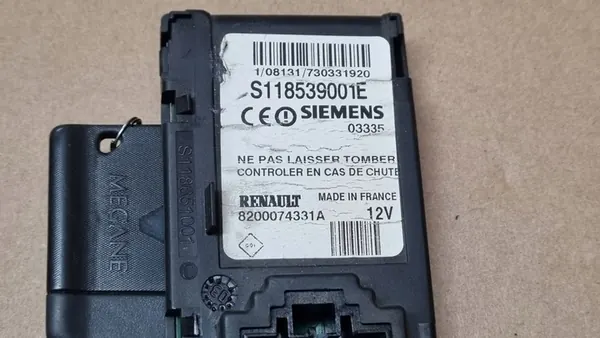 1/08131/730331920
S118539001E
CE SIEMENS
03335
NE PAS LAISSER TOMBER
CONTROLER EN CAS DE CHUTE
RENAULT MADE IN FRANCE
8200074331A 12V
MEGANE